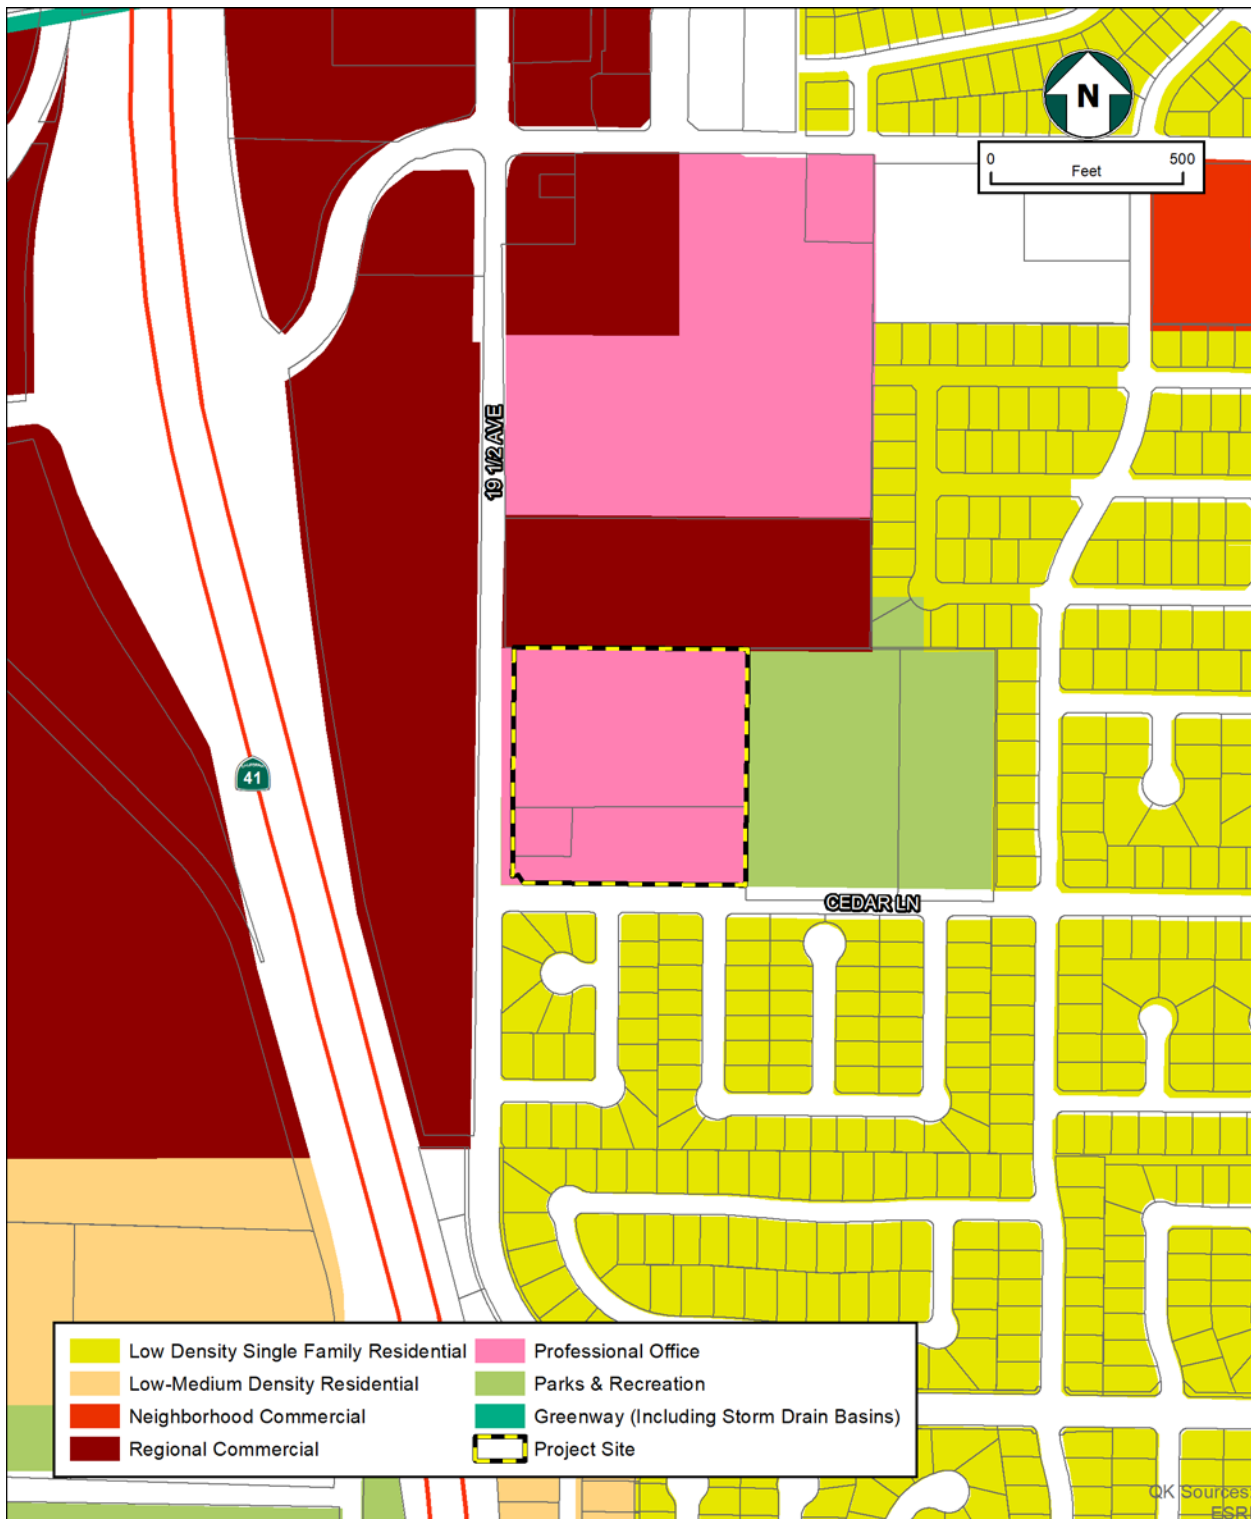 N
0 500
Feet
19 1/2 AVE
41
CEDAR LN
Low Density Single Family Residential
Low-Medium Density Residential
Neighborhood Commercial
Regional Commercial
Professional Office
Parks & Recreation
Greenway (Including Storm Drain Basins)
Project Site
QK Sources:
ESRI